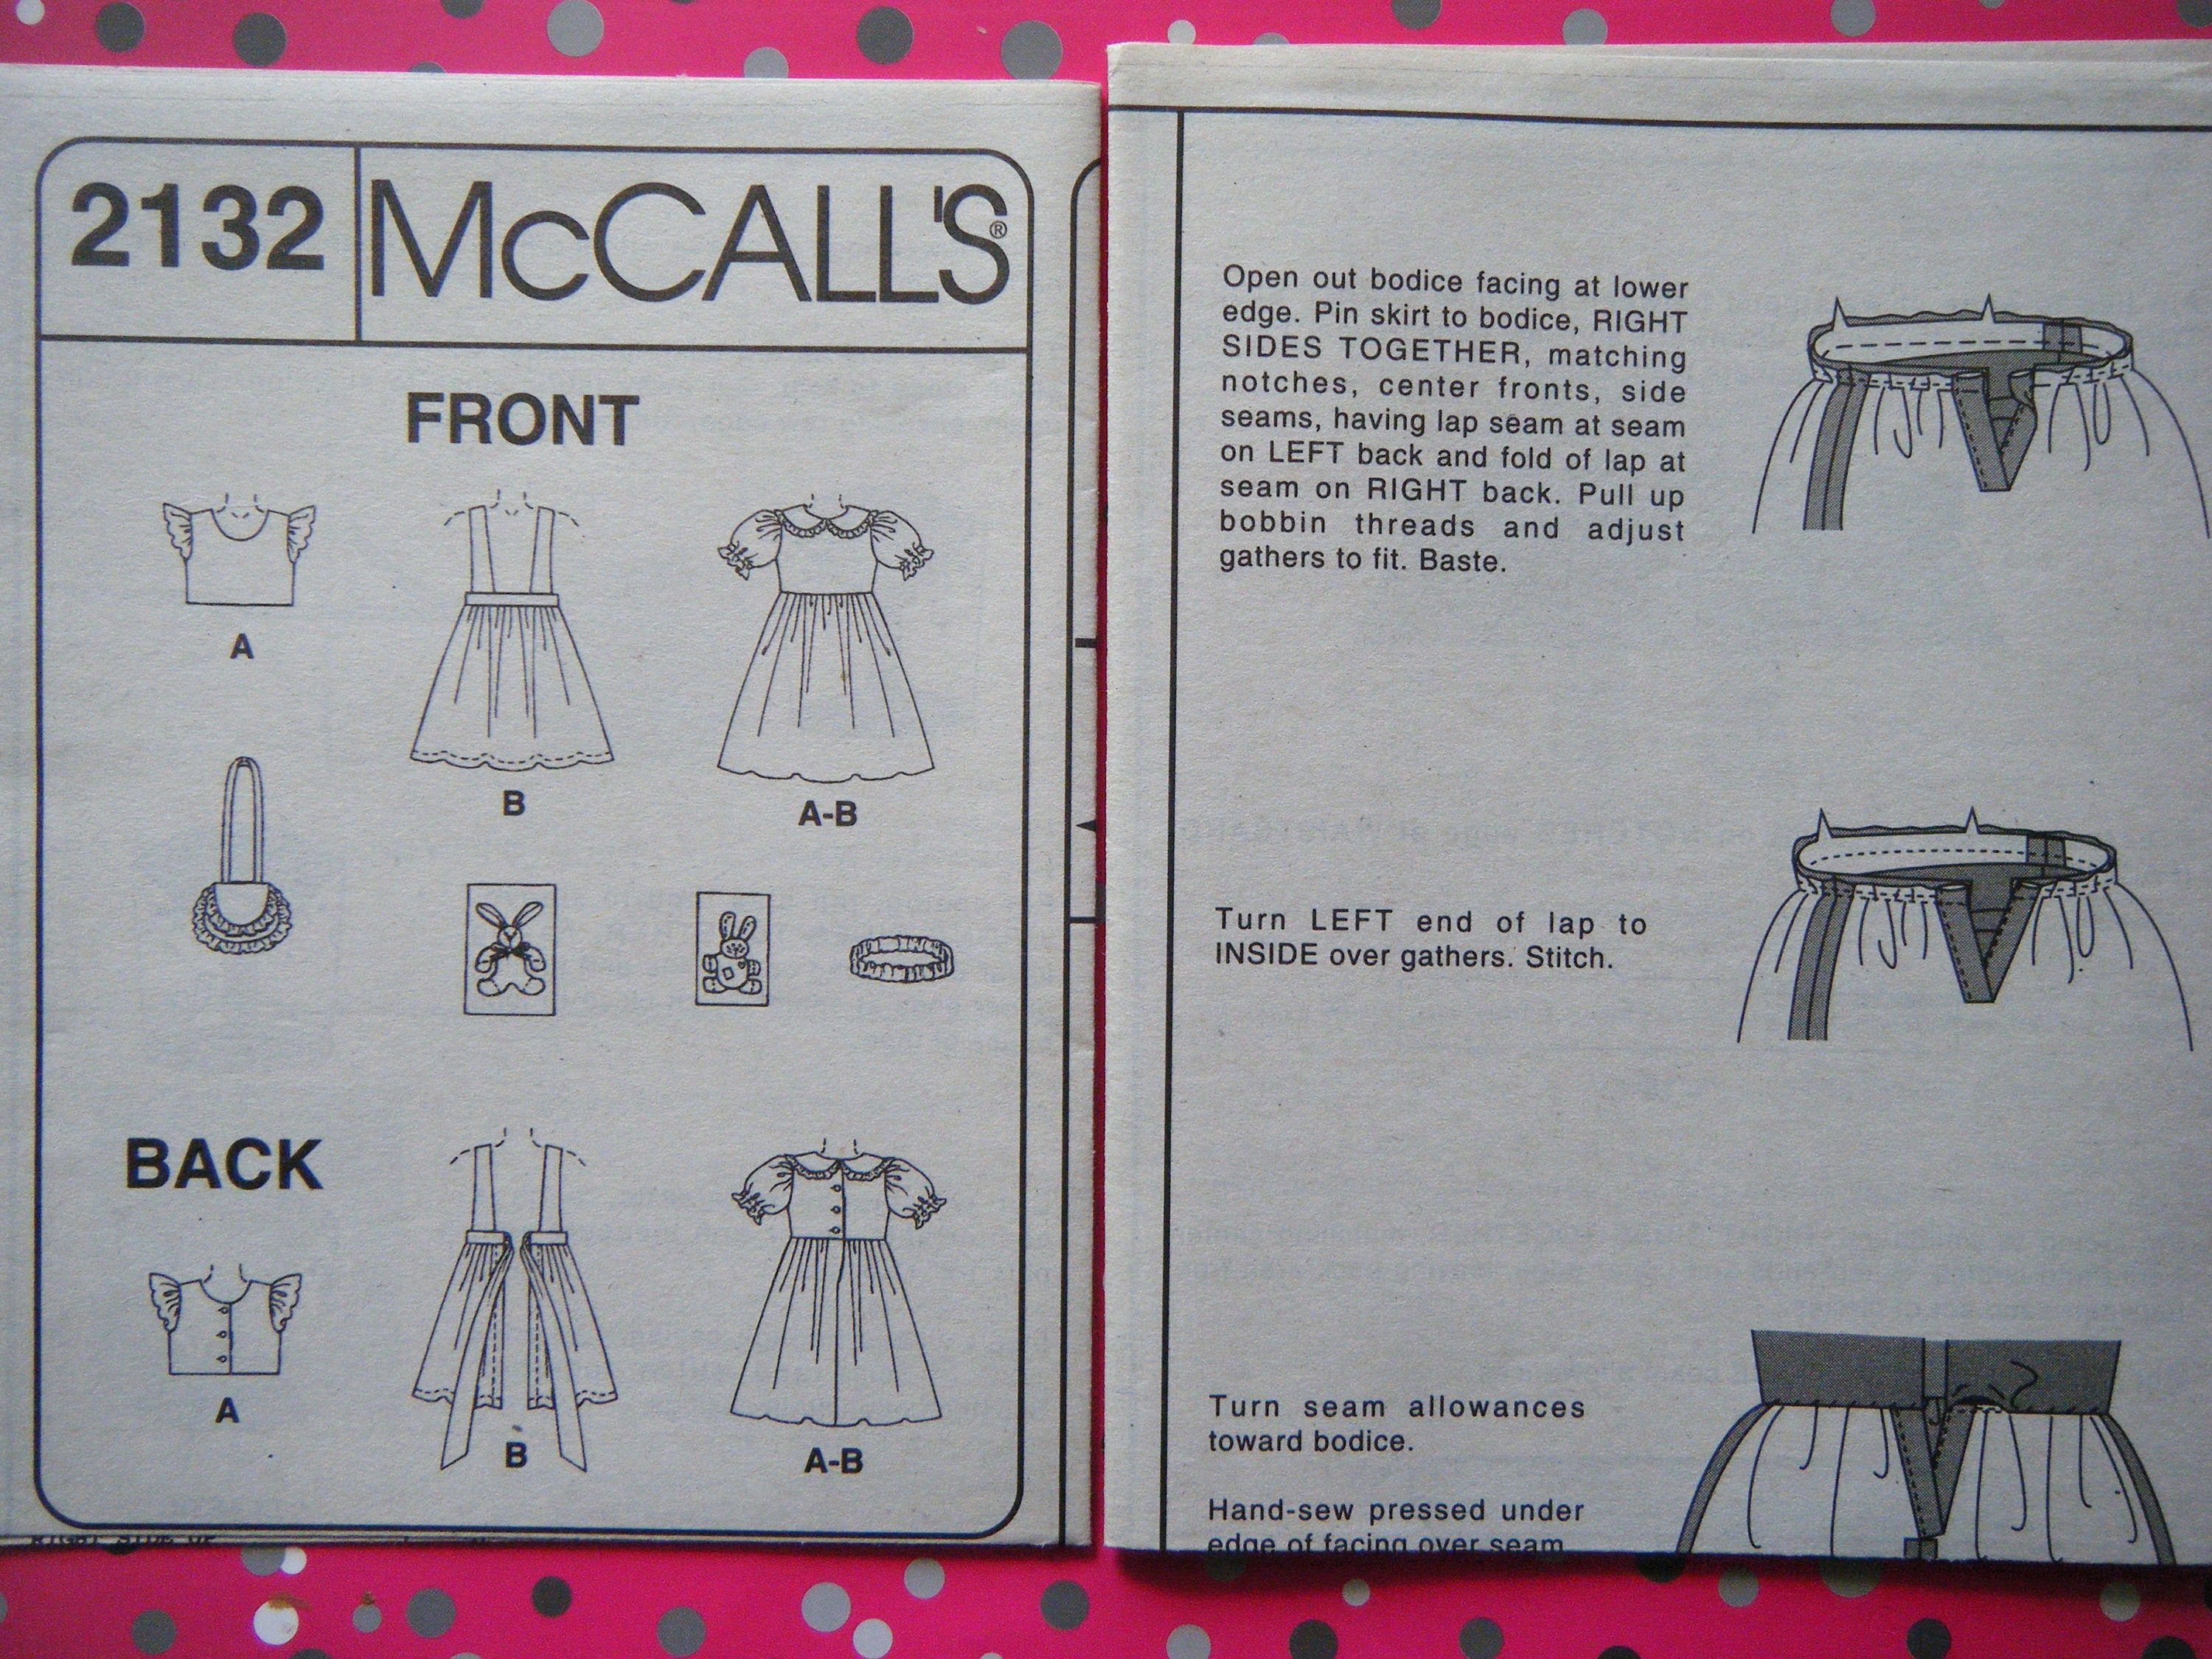 2132
McCALL'S®
FRONT
A
B
A-B
BACK
A
B
A-B
RIGHT SIDE UP
Open out bodice facing at lower
edge. Pin skirt to bodice, RIGHT
SIDES TOGETHER, matching
notches, center fronts, side
seams, having lap seam at seam
on LEFT back and fold of lap at
seam on RIGHT back. Pull up
bobbin threads and adjust
gathers to fit. Baste.
Turn LEFT end of lap to
INSIDE over gathers. Stitch.
Turn seam allowances
toward bodice.
Hand-sew pressed under
edge of facing over seam